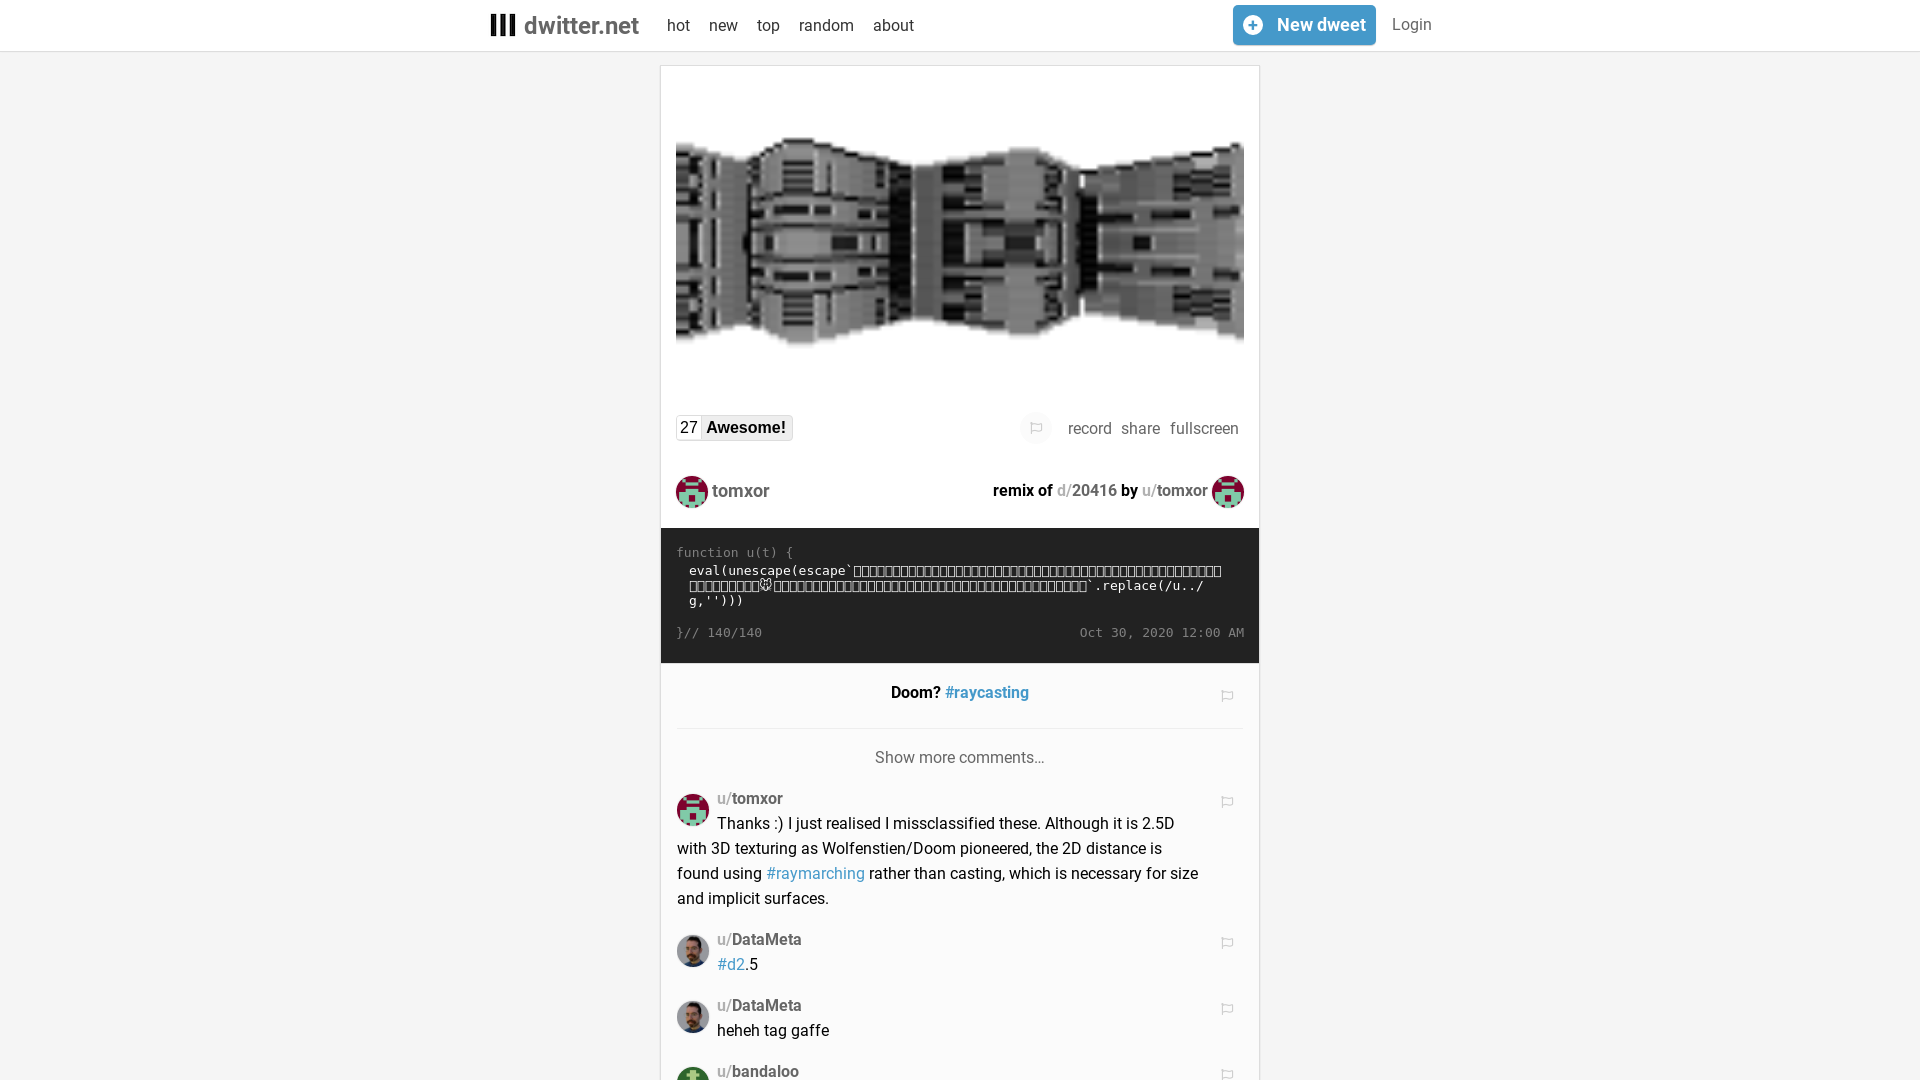 dwitter.net
hot new top random about
New dweet
Login
27 Awesome!
record share fullscreen
tomxor
remix of d/20416 by u/tomxor
function u(t) {
eval(unescape(escape`
`.replace(/u../
g,'')))
}// 140/140
Oct 30, 2020 12:00 AM
Doom? #raycasting
Show more comments…
u/tomxor
Thanks :) I just realised I missclassified these. Although it is 2.5D
with 3D texturing as Wolfenstien/Doom pioneered, the 2D distance is
found using #raymarching rather than casting, which is necessary for size
and implicit surfaces.
u/DataMeta
#d2.5
u/DataMeta
heheh tag gaffe
u/bandaloo